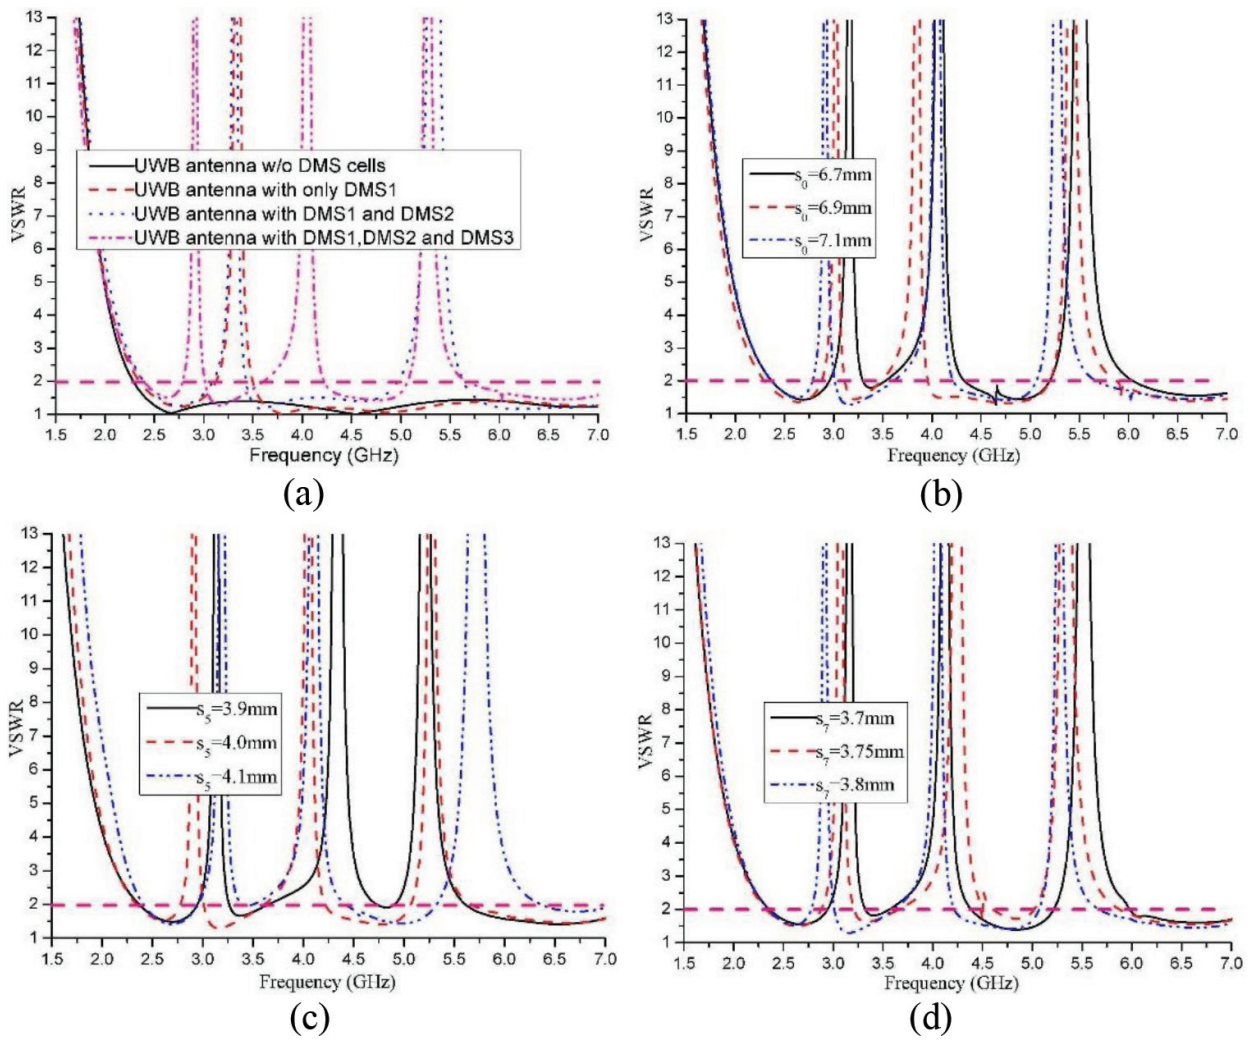 13
12
11
10
9
8
7
6
5
4
3
2
1
VSWR
UWB antenna w/o DMS cells
UWB antenna with only DMS1
UWB antenna with DMS1 and DMS2
UWB antenna with DMS1,DMS2 and DMS3
1.5 2.0 2.5 3.0 3.5 4.0 4.5 5.0 5.5 6.0 6.5 7.0
Frequency (GHz)
(a)
13
12
11
10
9
8
7
6
5
4
3
2
1
VSWR
s0=6.7mm
s0=6.9mm
s0=7.1mm
1.5 2.0 2.5 3.0 3.5 4.0 4.5 5.0 5.5 6.0 6.5 7.0
Frequency (GHz)
(b)
13
12
11
10
9
8
7
6
5
4
3
2
1
VSWR
s5=3.9mm
s5=4.0mm
s5=4.1mm
1.5 2.0 2.5 3.0 3.5 4.0 4.5 5.0 5.5 6.0 6.5 7.0
Frequency (GHz)
(c)
13
12
11
10
9
8
7
6
5
4
3
2
1
VSWR
s7=3.7mm
s7=3.75mm
s7=3.8mm
1.5 2.0 2.5 3.0 3.5 4.0 4.5 5.0 5.5 6.0 6.5 7.0
Frequency (GHz)
(d)